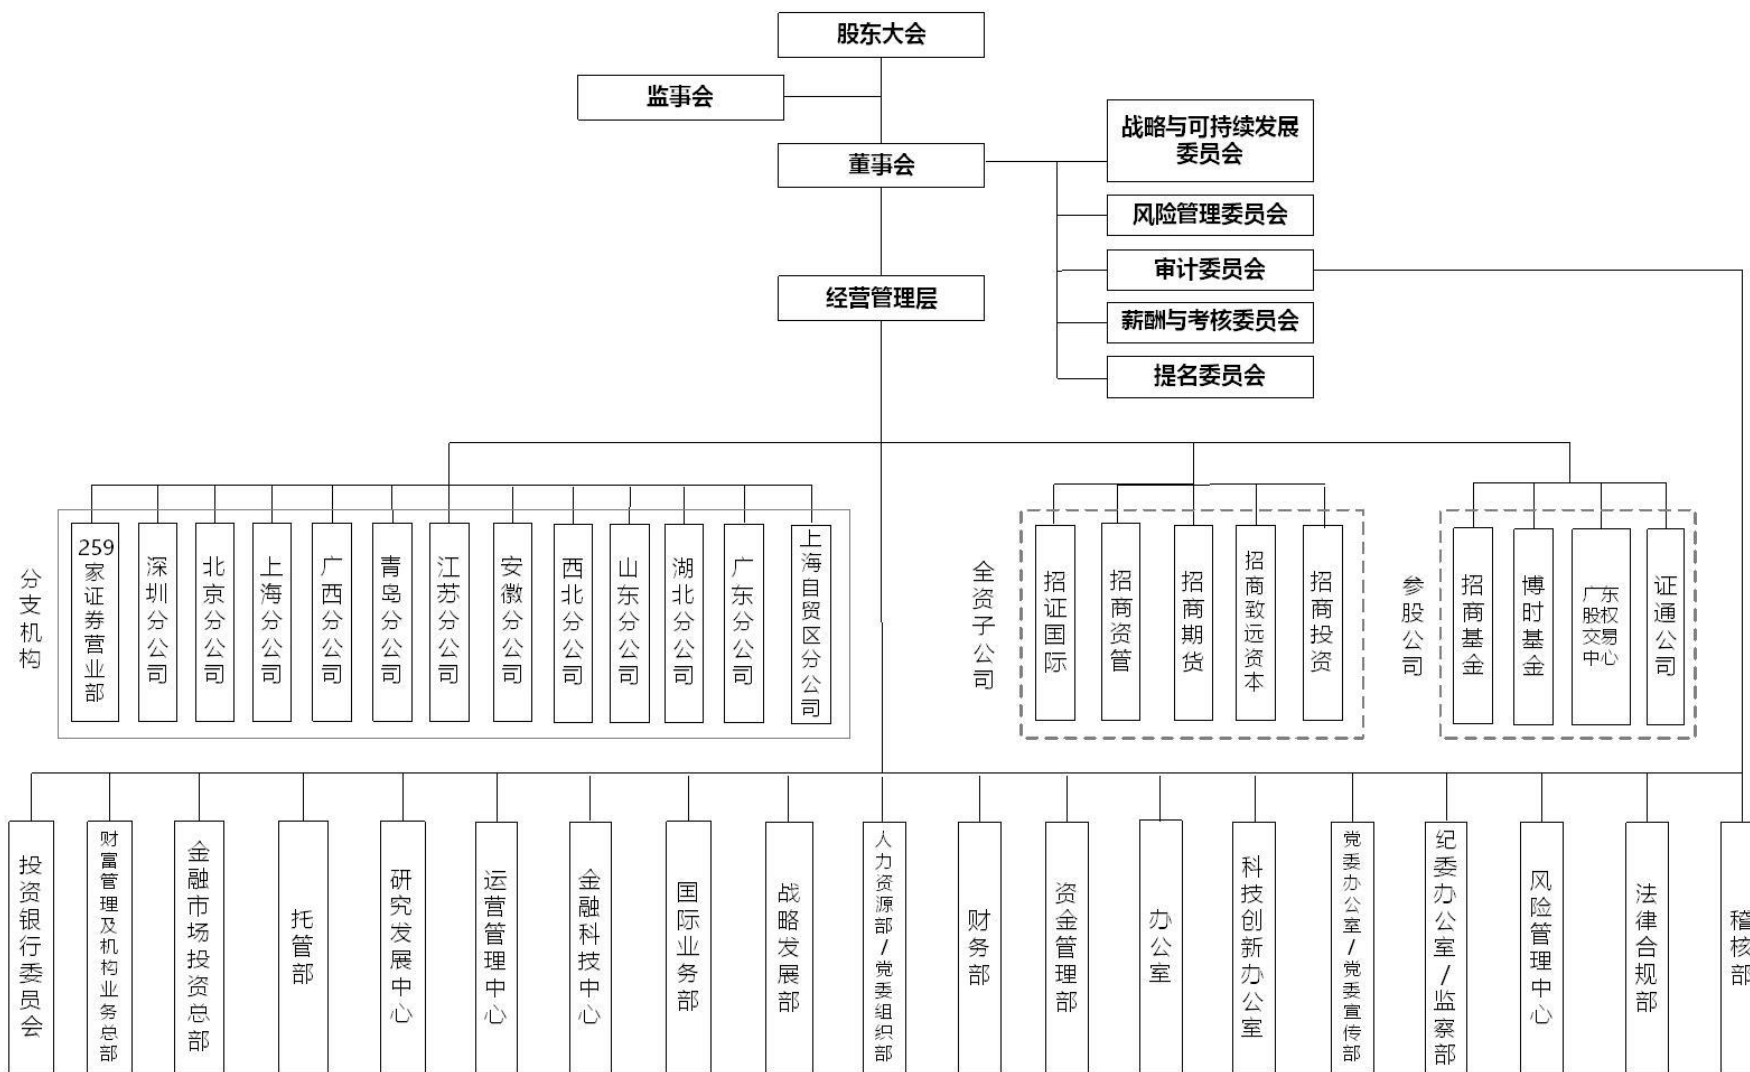 股东大会
监事会
董事会
战略与可持续发展
委员会
风险管理委员会
审计委员会
经营管理层
薪酬与考核委员会
提名委员会
分支机构
259
家证券营业部
深圳分公司
北京分公司
上海分公司
广西分公司
青岛分公司
江苏分公司
安徽分公司
西北分公司
山东分公司
湖北分公司
广东分公司
上海自贸区分公司
全资子公司
招证国际
招商资管
招商期货
招商致远资本
招商投资
参股公司
招商基金
博时基金
广东
股权
交易
中心
证通公司
投资银行委员会
财富管理及机构业务总部
金融市场投资总部
托管部
研究发展中心
运营管理中心
金融科技中心
国际业务部
战略发展部
人力资源部/党委组织部
财务部
资金管理部
办公室
科技创新办公室
党委办公室/党委宣传部
纪委办公室/监察部
风险管理中心
法律合规部
稽核部